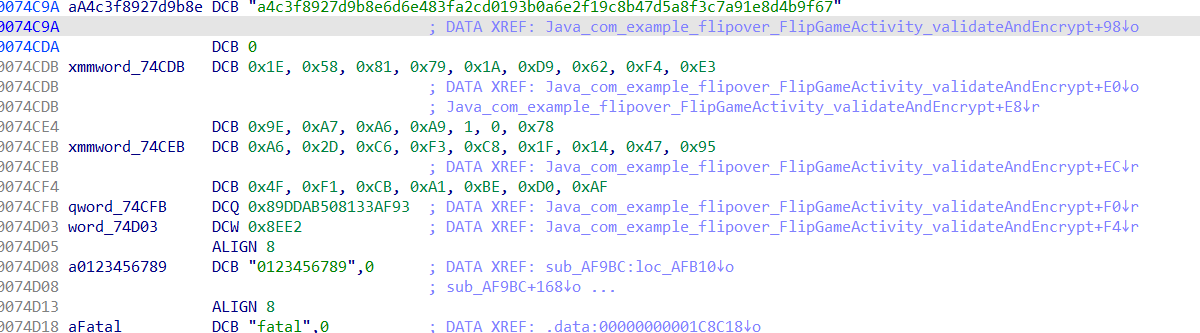 0074C9A aA4c3f8927d9b8e DCB "a4c3f8927d9b8e6d6e483fa2cd0193b0a6e2f19c8b47d5a8f3c7a91e8d4b9f67"
0074C9A ; DATA XREF: Java_com_example_flipover_FlipGameActivity_validateAndEncrypt+98↓o
0074CDA DCB 0
0074CDB xmmword_74CDB DCB 0x1E, 0x58, 0x81, 0x79, 0x1A, 0xD9, 0x62, 0xF4, 0xE3
0074CDB ; DATA XREF: Java_com_example_flipover_FlipGameActivity_validateAndEncrypt+E0↓o
0074CDB ; Java_com_example_flipover_FlipGameActivity_validateAndEncrypt+E8↓r
0074CE4 DCB 0x9E, 0xA7, 0xA6, 0xA9, 1, 0, 0x78
0074CEB xmmword_74CEB DCB 0xA6, 0x2D, 0xC6, 0xF3, 0xC8, 0x1F, 0x14, 0x47, 0x95
0074CEB ; DATA XREF: Java_com_example_flipover_FlipGameActivity_validateAndEncrypt+EC↓r
0074CF4 DCB 0x4F, 0xF1, 0xCB, 0xA1, 0xBE, 0xD0, 0xAF
0074CFB qword_74CFB DCQ 0x89DDAB508133AF93 ; DATA XREF: Java_com_example_flipover_FlipGameActivity_validateAndEncrypt+F0↓r
0074D03 word_74D03 DCW 0x8EE2 ; DATA XREF: Java_com_example_flipover_FlipGameActivity_validateAndEncrypt+F4↓r
0074D05 ALIGN 8
0074D08 a0123456789 DCB "0123456789",0 ; DATA XREF: sub_AF9BC:loc_AFB10↓o
0074D08 ; sub_AF9BC+168↓o ...
0074D13 ALIGN 8
0074D18 aFatal DCB "fatal",0 ; DATA XREF: .data:00000000001C8C18↓o